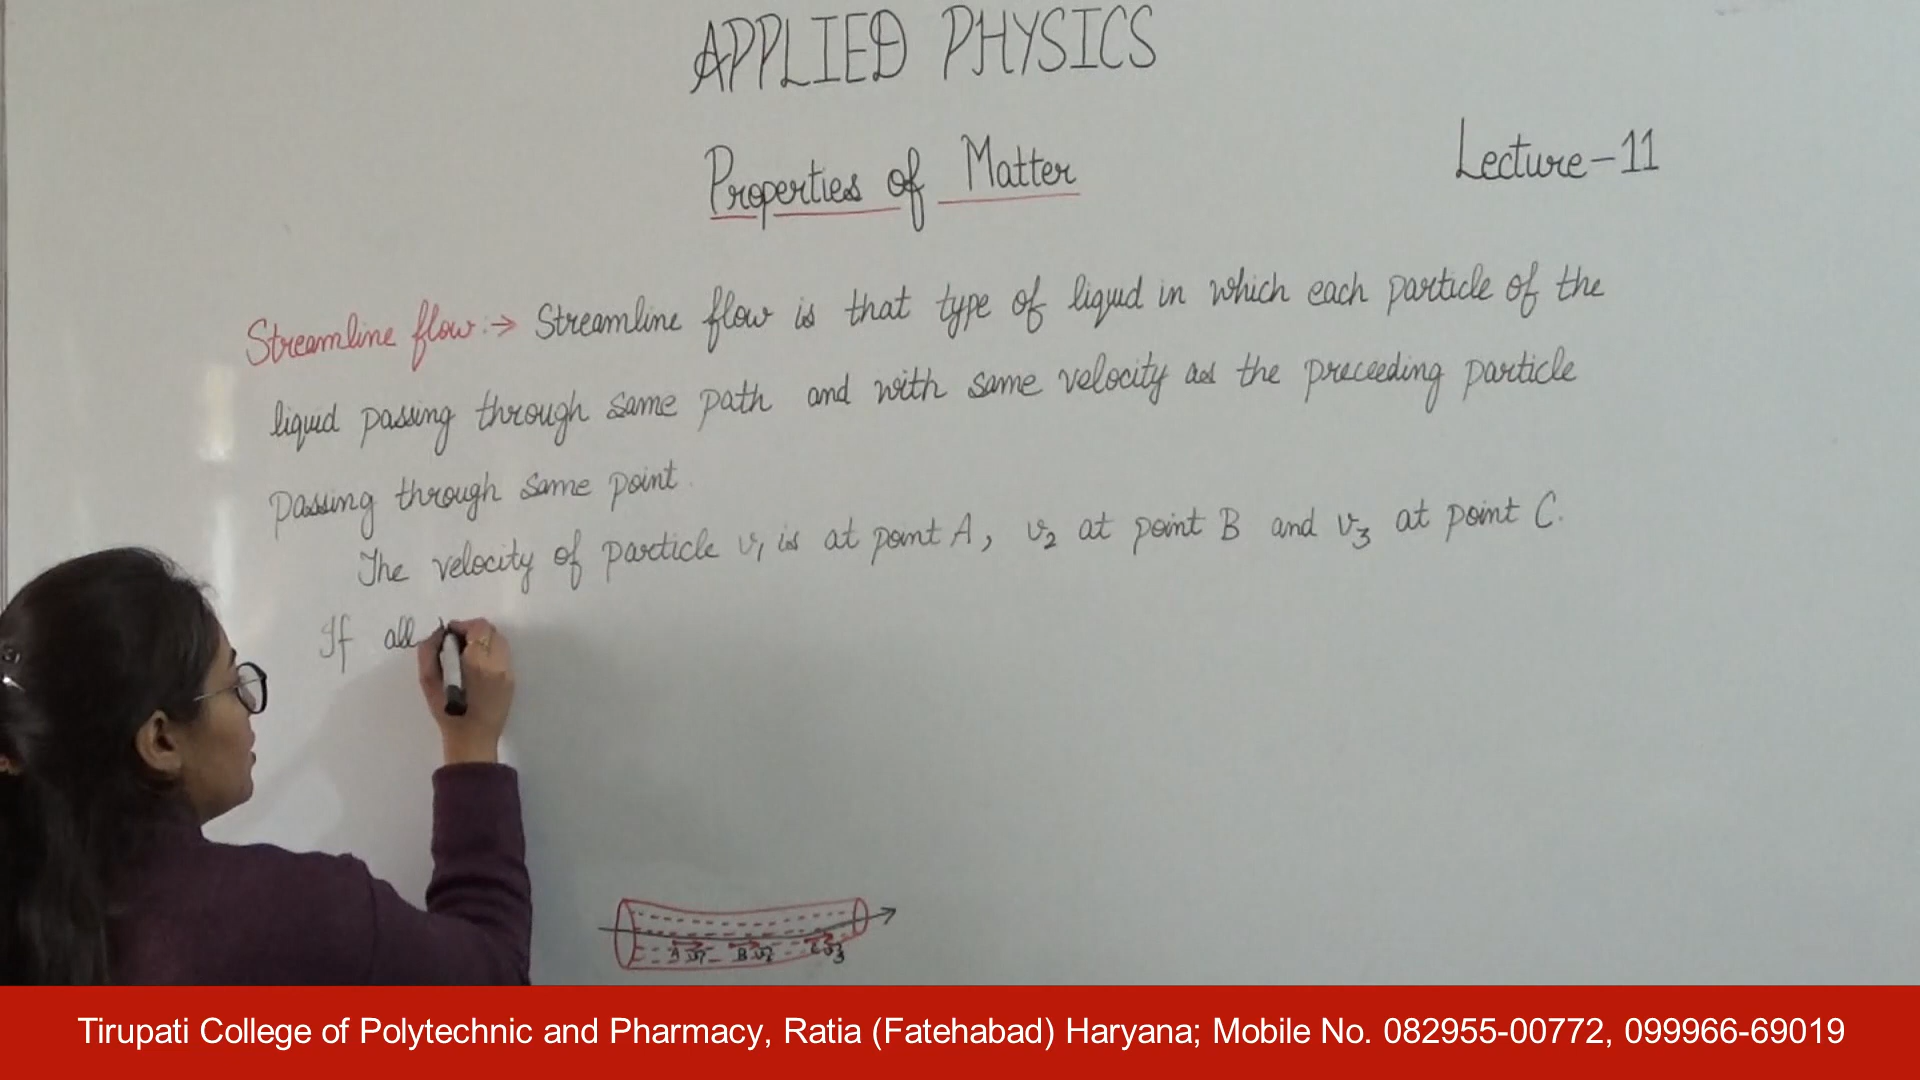 APPLIED PHYSICS
Properties of Matter
Lecture-11
Streamline flow:→ Streamline flow is that type of liquid in which each particle of the
liquid passing through same path and with same velocity as the preceeding particle
passing through same point.
The velocity of particle v₁ is at point A, v₂ at point B and v₃ at point C.
If all
A v₁ B v₂ C v₃
Tirupati College of Polytechnic and Pharmacy, Ratia (Fatehabad) Haryana; Mobile No. 082955-00772, 099966-69019